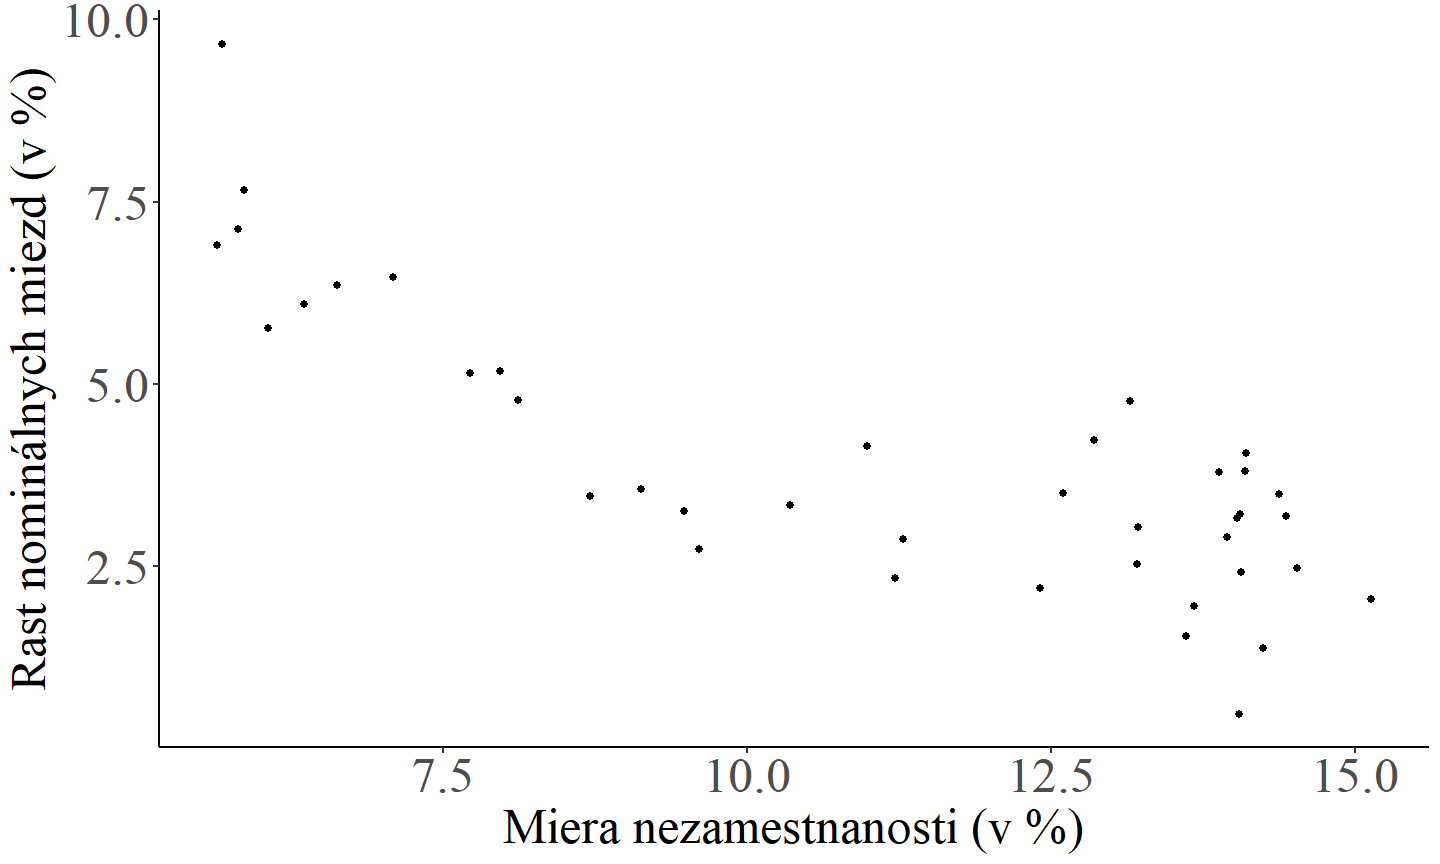 Rast nominálnych miezd (v %)
10.0
7.5
5.0
2.5
7.5 10.0 12.5 15.0
Miera nezamestnanosti (v %)